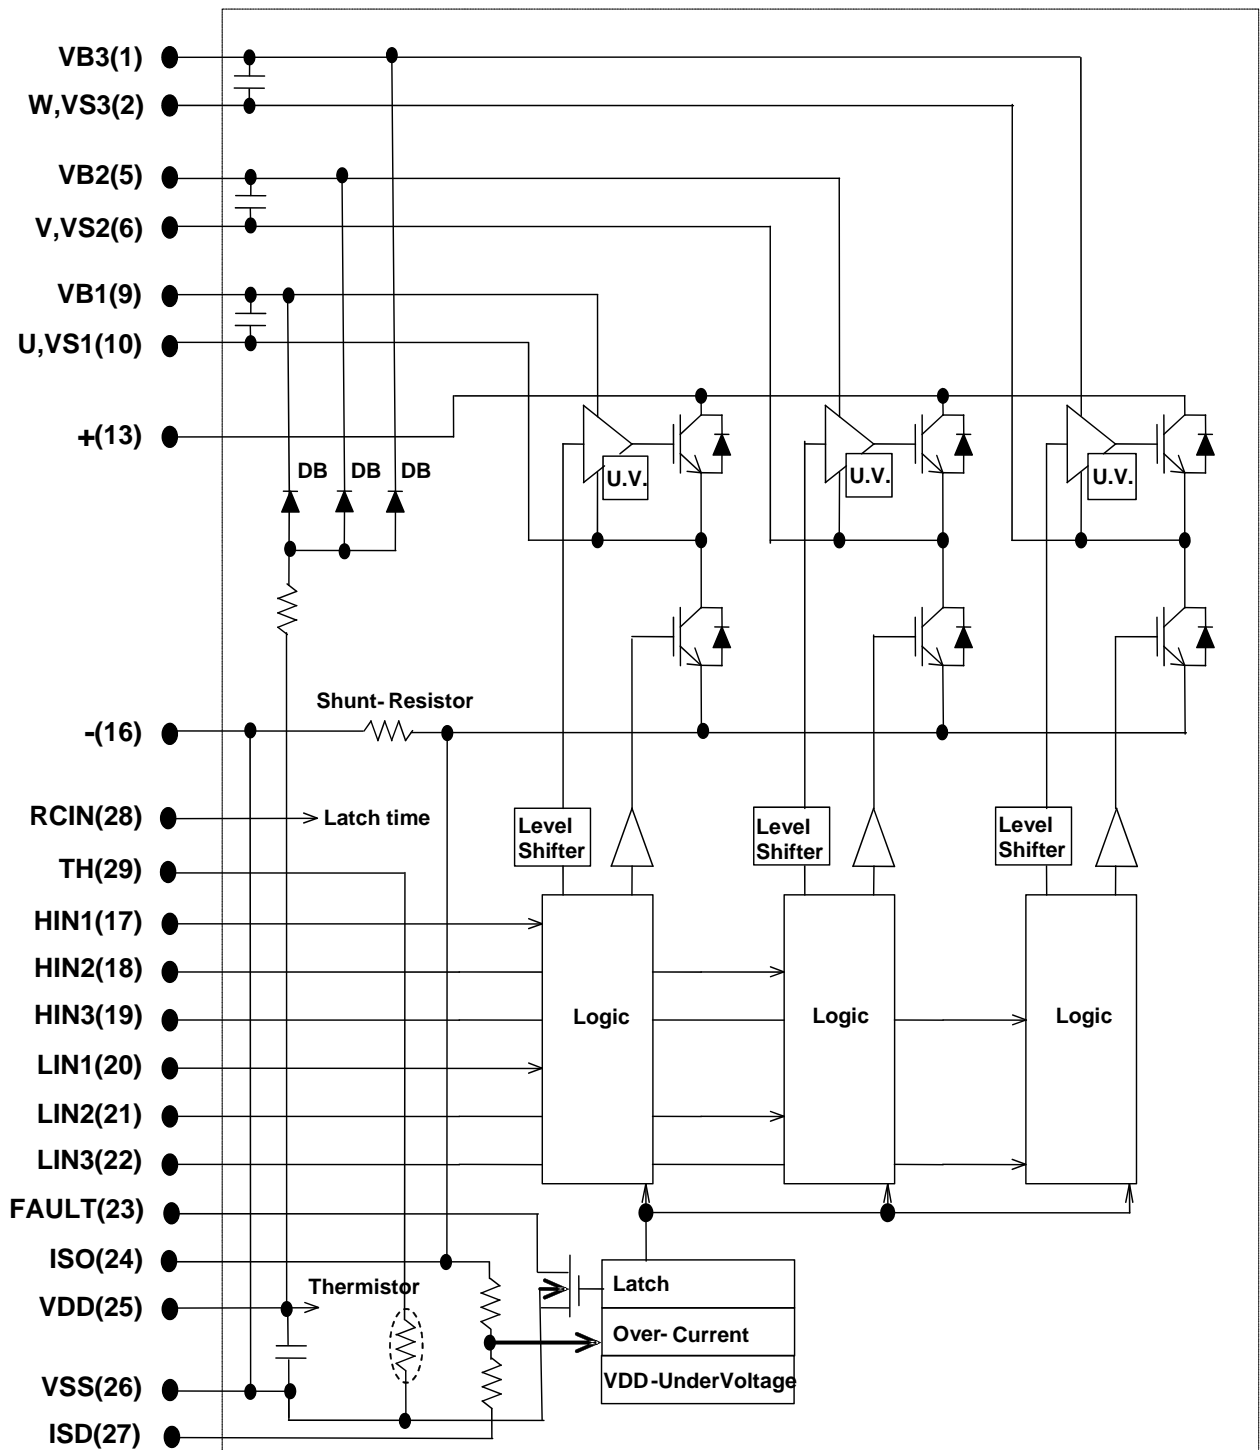 VB3(1)
W,VS3(2)
VB2(5)
V,VS2(6)
VB1(9)
U,VS1(10)
+(13)
DB DB DB
U.V. U.V. U.V.
Shunt-Resistor
-(16)
RCIN(28) Latch time
Level Shifter
Level Shifter
Level Shifter
TH(29)
HIN1(17)
HIN2(18)
HIN3(19)
Logic Logic Logic
LIN1(20)
LIN2(21)
LIN3(22)
FAULT(23)
ISO(24)
Latch
Thermistor
VDD(25)
Over-Current
VDD-UnderVoltage
VSS(26)
ISD(27)